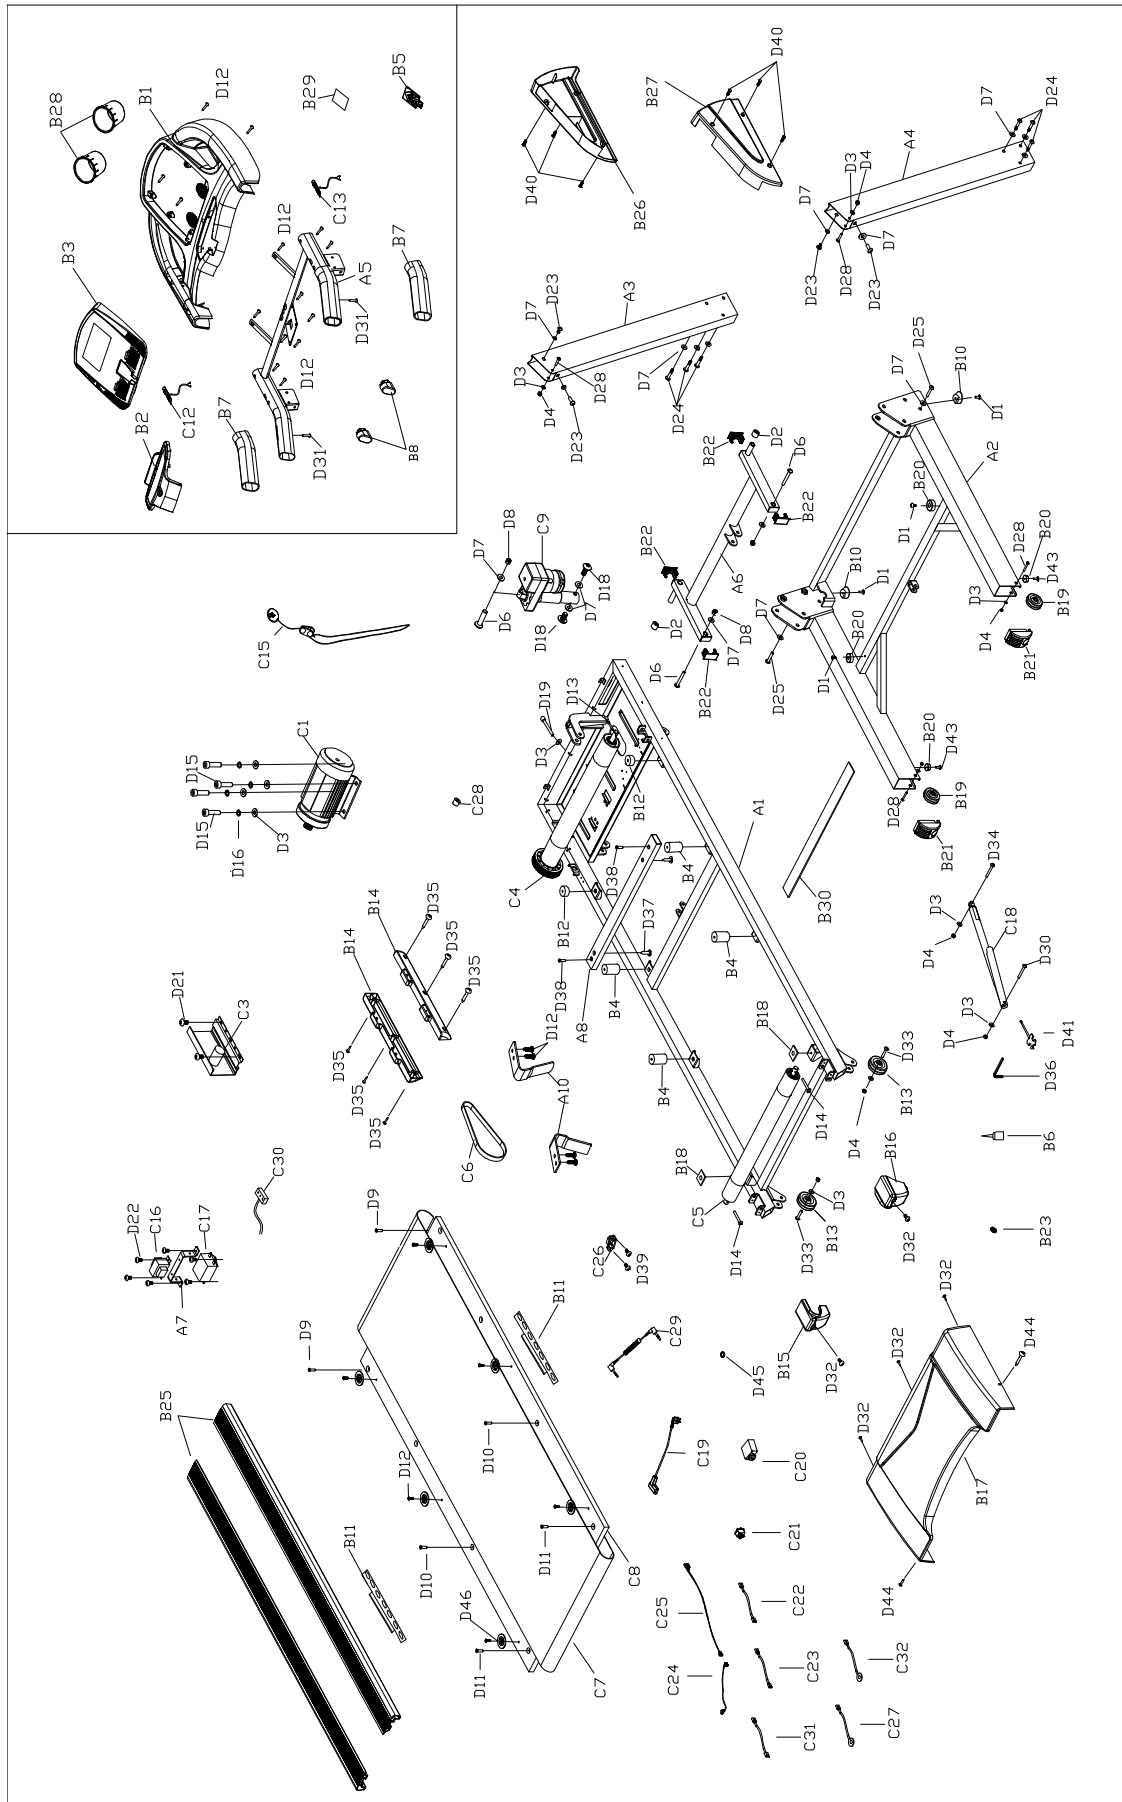 B28
B1
D12
B29
B5
B3
C13
D12
B7
A5
D31
C12
B2
B7
D12
D31
B8
D40
B27
D40
B26
D7
D24
A4
D3
D4
D7
D7
D23
D28
D23
D23
D7
A3
D3
D4
D28
D23
D7
D24
D25
D7
B10
D1
A2
B20
D1
D28
B20
D43
B19
D3
D4
B21
B10
D1
D7
B20
D25
D1
B20
D43
B19
D28
B21
B22
D2
D6
B22
B22
A6
D2
D8
D7
D6
B22
D8
D7
C9
D18
D7
D6
D18
C15
C1
D15
D15
D16
D3
C28
D19
D13
D3
B12
A1
C4
D38
B4
B12
D37
D38
A8
B4
B4
B4
B30
D34
D3
D4
C18
D30
D3
D4
D41
D36
B6
B23
B14
D35
B14
D35
D35
D35
D35
D35
D21
C3
D12
A10
C6
B18
D33
B13
D4
D14
B18
C5
D14
D3
B13
D33
B16
D32
C30
D22
C16
C17
A7
D9
D9
C26
D39
B11
C29
D45
B15
D32
D32
D32
D32
D44
B17
D44
B25
D10
D12
D11
D10
B11
D46
D11
C8
C7
C19
C20
C21
C25
C22
C24
C23
C32
C31
C27